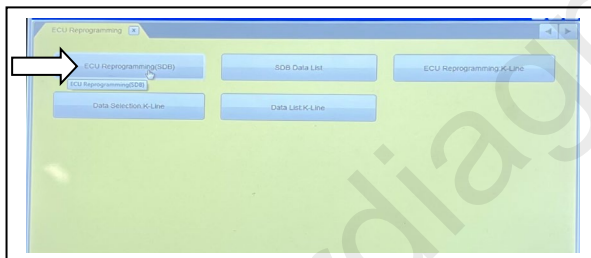 ECU Reprogramming
ECU Reprogramming(SDB)
SDB Data List
ECU Reprogramming K-Line
ECU Reprogramming(SDB)
Data Selection K-Line
Data List K-Line